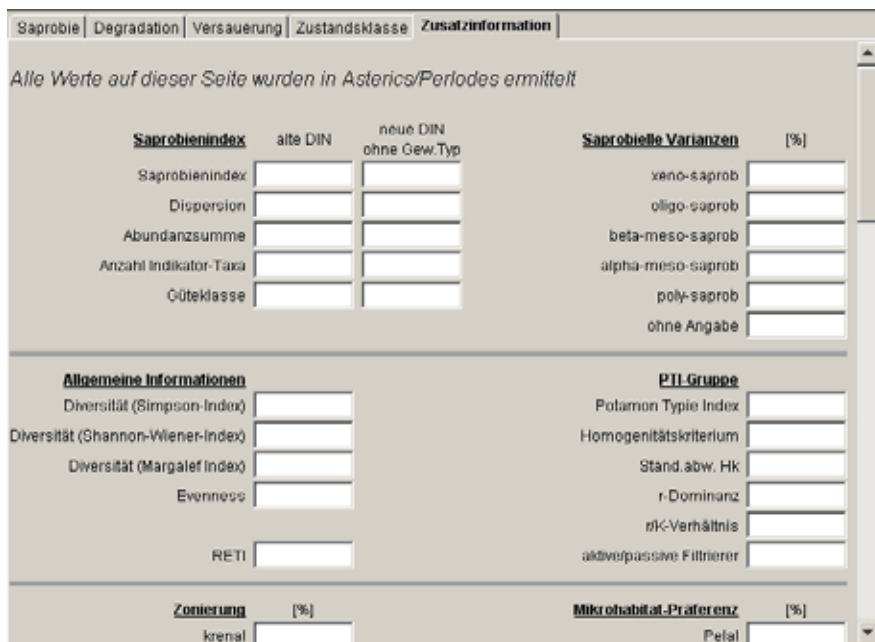 Saprobie Degradation Versauerung Zustandsklasse Zusatzinformation
Alle Werte auf dieser Seite wurden in Asterics/Perlodes ermittelt
Saprobienindex alte DIN neue DIN ohne Gew.Typ
Saprobienindex
Dispersion
Abundanzsumme
Anzahl Indikator-Taxa
Güteklasse
Saprobielle Varianzen [%]
xeno-saprob
oligo-saprob
beta-meso-saprob
alpha-meso-saprob
poly-saprob
ohne Angabe
Allgemeine Informationen
Diversität (Simpson-Index)
Diversität (Shannon-Wiener-Index)
Diversität (Margalef Index)
Evenness
RETI
PTI-Gruppe
Potamon Typie Index
Homogenitätskriterium
Stand.abw. Hk
r-Dominanz
r/K-Verhältnis
aktive/passive Filtrierer
Zonierung [%]
krenal
Mikrohabitat-Präferenz [%]
Pelal